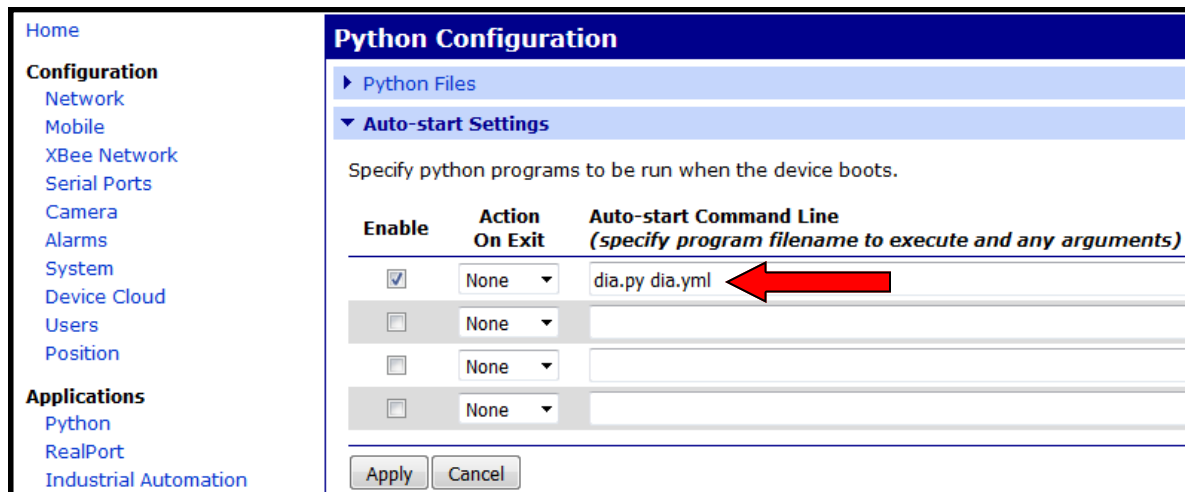 Home
Configuration
Network
Mobile
XBee Network
Serial Ports
Camera
Alarms
System
Device Cloud
Users
Position
Applications
Python
RealPort
Industrial Automation
Python Configuration
Python Files
Auto-start Settings
Specify python programs to be run when the device boots.
Enable Action On Exit Auto-start Command Line
(specify program filename to execute and any arguments)
None dia.py dia.yml
None
None
None
Apply Cancel